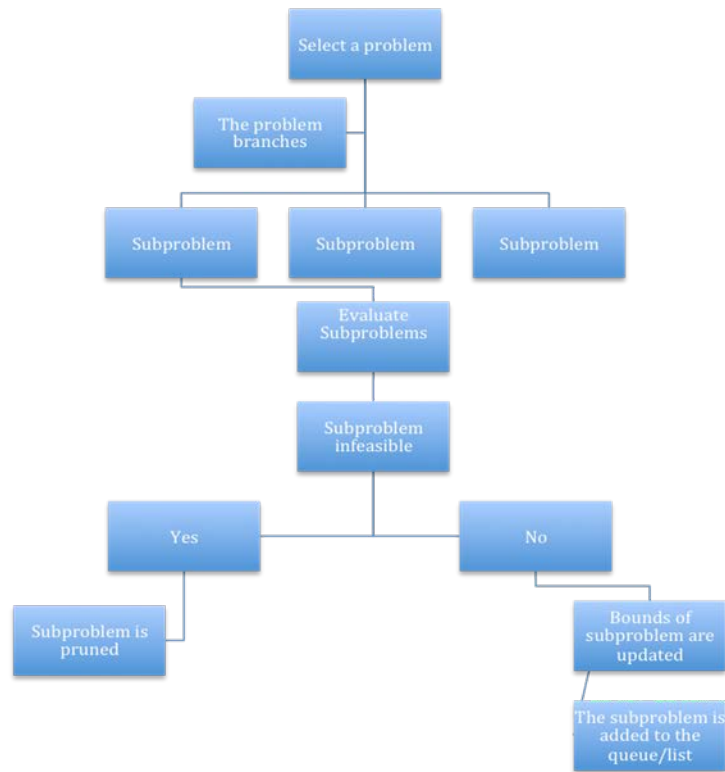 Select a problem
The problem
branches
Subproblem
Subproblem
Subproblem
Evaluate
Subproblems
Subproblem
infeasible
Yes
No
Subproblem is
pruned
Bounds of
subproblem are
updated
The subproblem is
added to the
queue/list